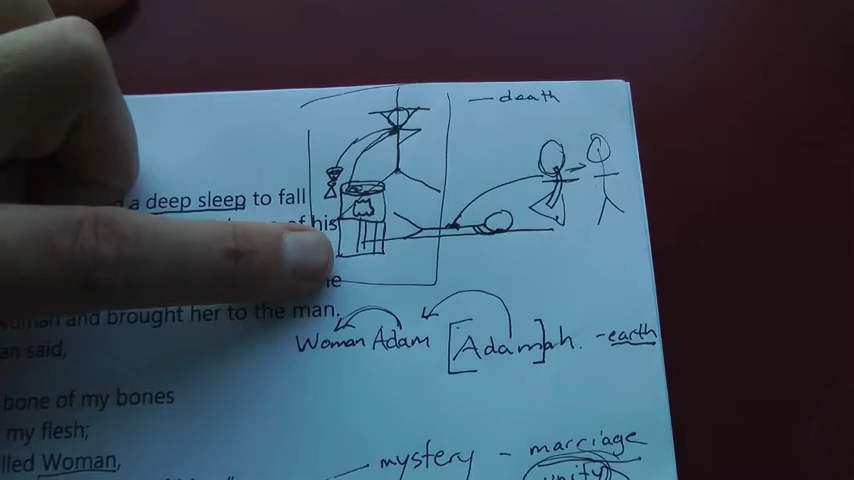 — death
a deep sleep to fall
of his
he
woman and brought her to the man.
Woman Adam [Adam]ah. - earth
an said,
bone of my bones
my flesh;
lled Woman,
mystery - marriage
unity